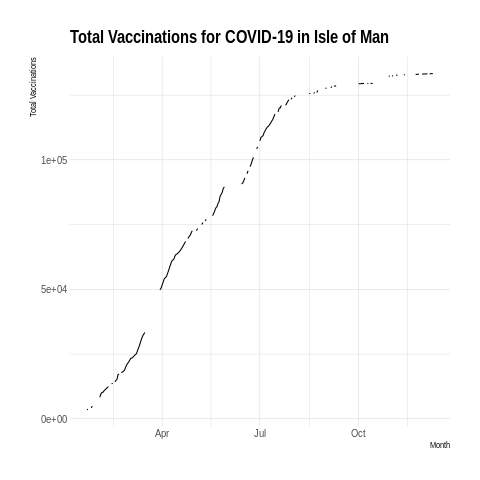 Total Vaccinations for COVID-19 in Isle of Man
Total Vaccinations
1e+05
5e+04
0e+00
Apr Jul Oct
Month